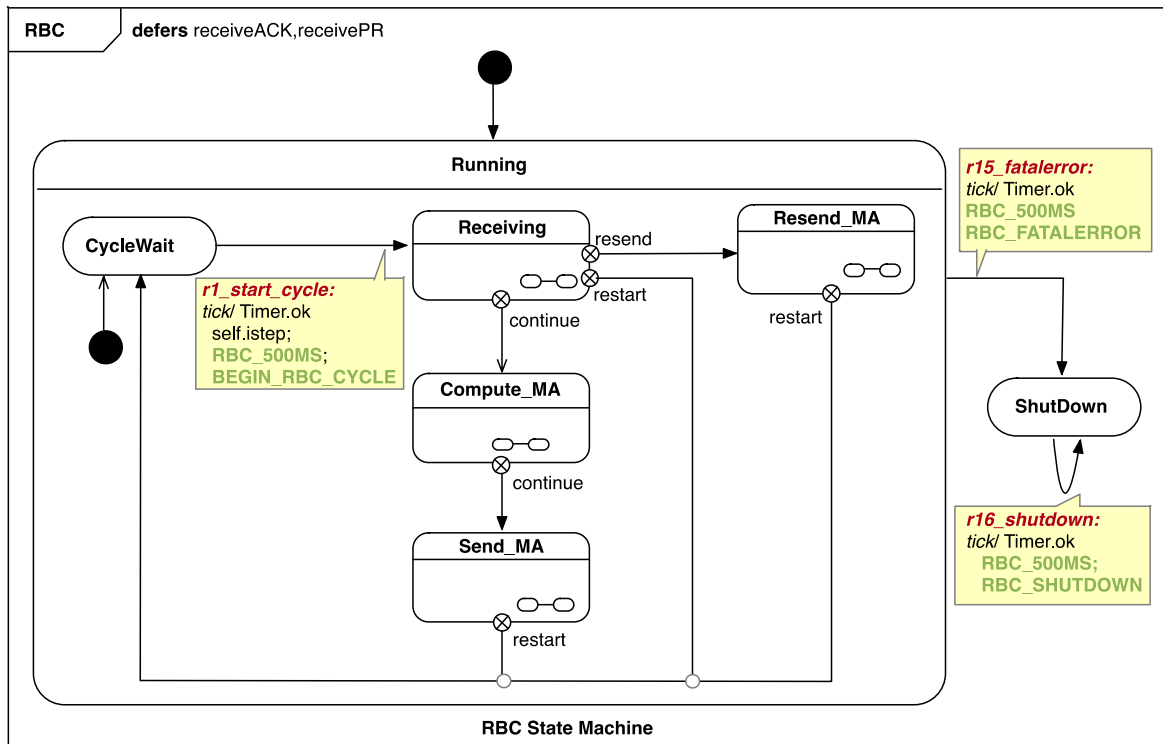 RBC
defers receiveACK,receivePR
Running
CycleWait
Receiving
resend
restart
continue
Resend_MA
restart
r1_start_cycle:
tick/ Timer.ok
self.istep;
RBC_500MS;
BEGIN_RBC_CYCLE
Compute_MA
continue
Send_MA
restart
r15_fatalerror:
tick/ Timer.ok
RBC_500MS
RBC_FATALERROR
ShutDown
r16_shutdown:
tick/ Timer.ok
RBC_500MS;
RBC_SHUTDOWN
RBC State Machine